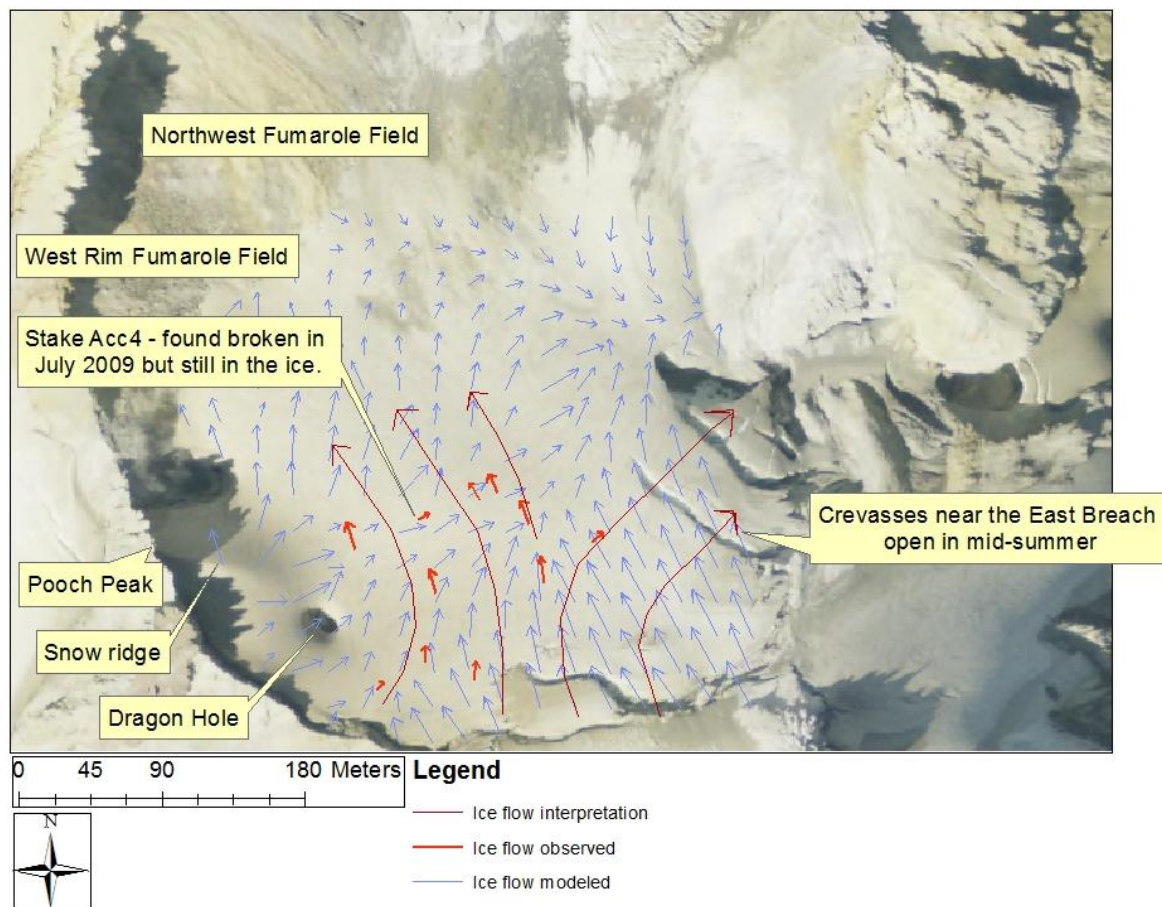 Northwest Fumarole Field
West Rim Fumarole Field
Stake Acc4 - found broken in
July 2009 but still in the ice.
Crevasses near the East Breach
open in mid-summer
Pooch Peak
Snow ridge
Dragon Hole
0 45 90 180 Meters
N
Legend
Ice flow interpretation
Ice flow observed
Ice flow modeled